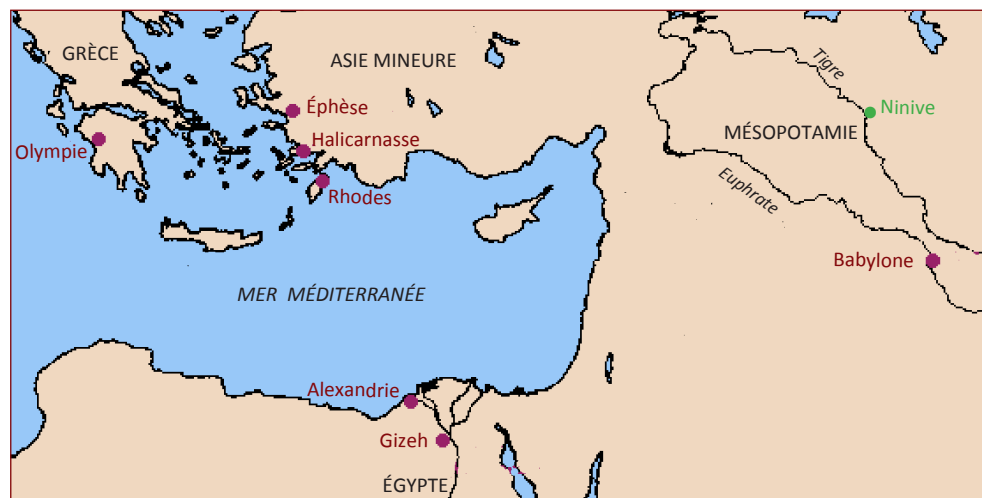 GRÈCE
ASIE MINEURE
Tigre
Éphèse
Ninive
Halicarnasse
MÉSOPOTAMIE
Olympie
Rhodes
Euphrate
Babylone
MER MÉDITERRANÉE
Alexandrie
Gizeh
ÉGYPTE